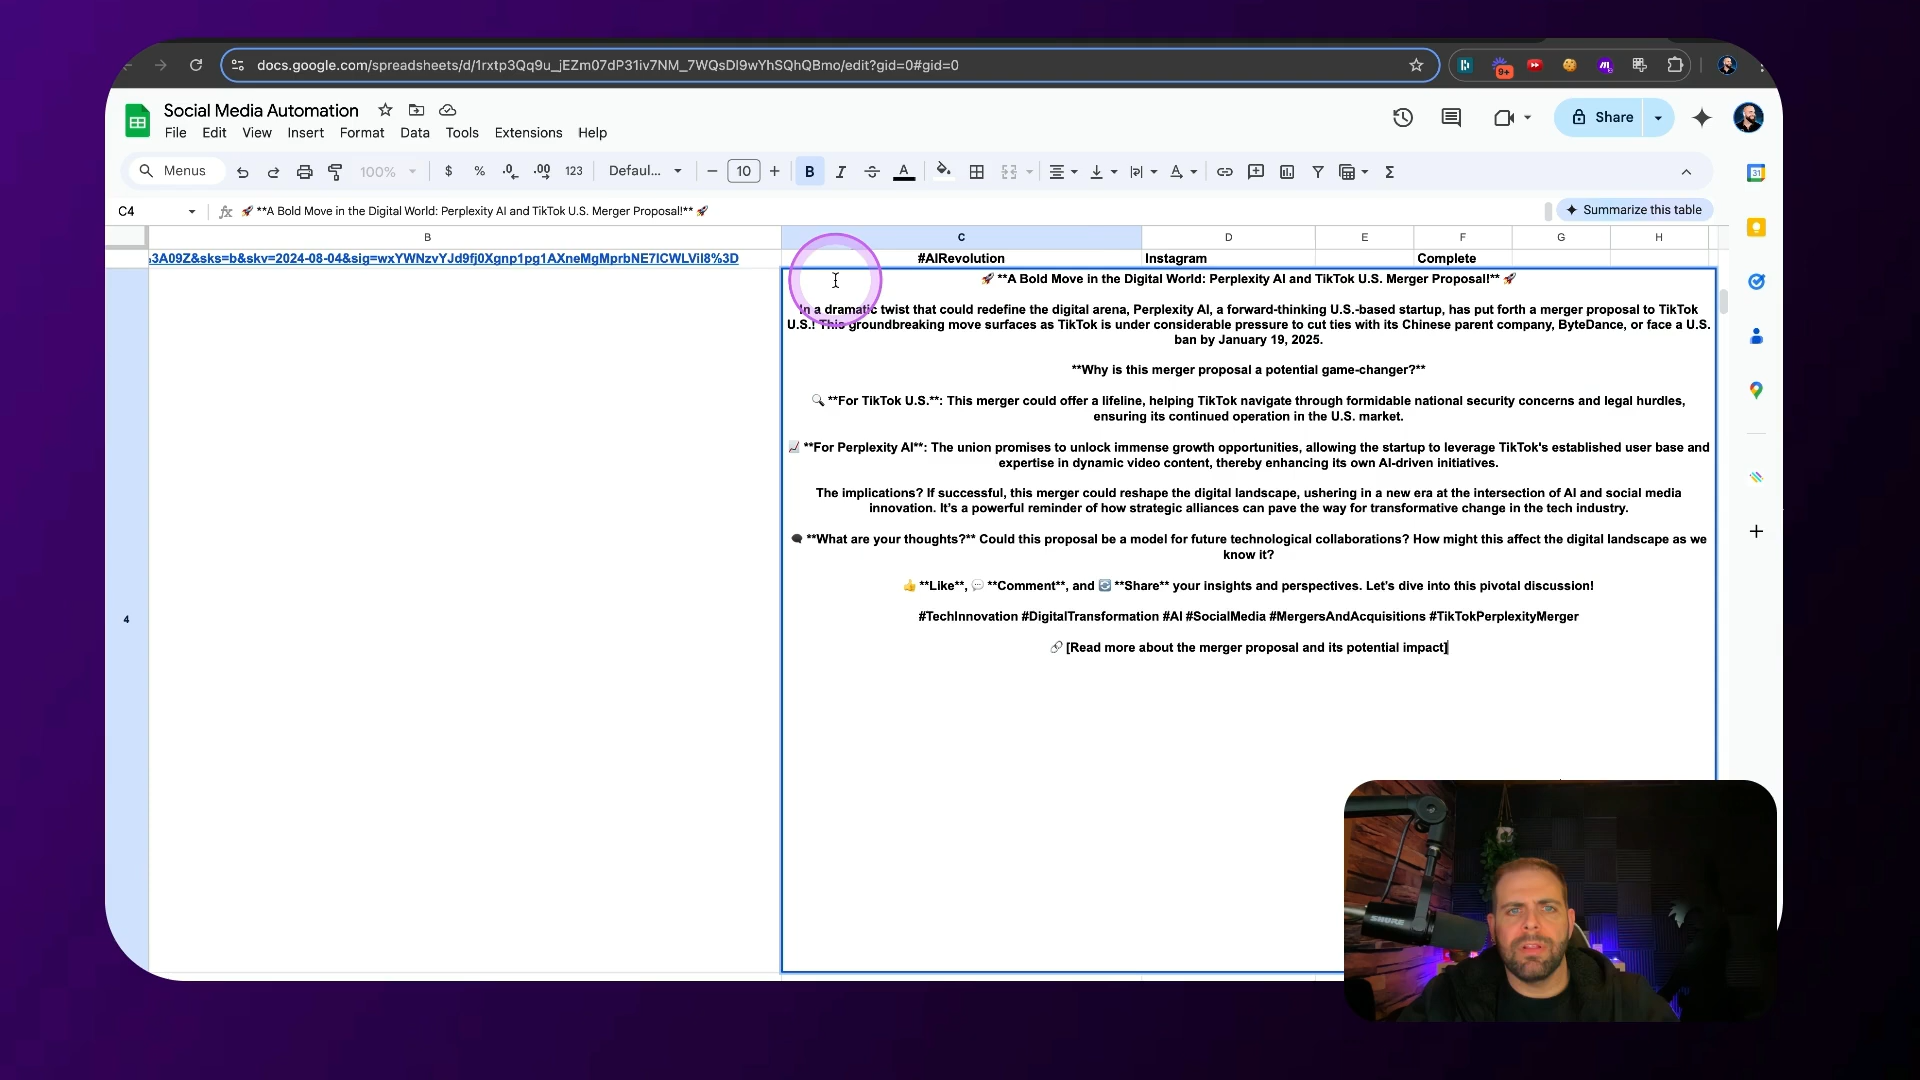 docs.google.com/spreadsheets/d/1rxtp3Qq9u_jEZm07dP31iv7NM_7WQsDI9wYhSQhQBmo/edit?gid=0#gid=0
9+
Social Media Automation
File Edit View Insert Format Data Tools Extensions Help
Share
Menus 100% $ % .0 .00 123 Defaul... 10 B I A Σ
31
C4 fx 🚀 **A Bold Move in the Digital World: Perplexity AI and TikTok U.S. Merger Proposal!** 🚀
Summarize this table
B C D E F G H
%3A09Z&sks=b&skv=2024-08-04&sig=wxYWNzvYJd9fj0Xgnp1pg1AXneMgMprbNE7ICWLViI8%3D #AIRevolution Instagram Complete
🚀 **A Bold Move in the Digital World: Perplexity AI and TikTok U.S. Merger Proposal!** 🚀
In a dramatic twist that could redefine the digital arena, Perplexity AI, a forward-thinking U.S.-based startup, has put forth a merger proposal to TikTok
U.S.! This groundbreaking move surfaces as TikTok is under considerable pressure to cut ties with its Chinese parent company, ByteDance, or face a U.S.
ban by January 19, 2025.
**Why is this merger proposal a potential game-changer?**
🔍 **For TikTok U.S.**: This merger could offer a lifeline, helping TikTok navigate through formidable national security concerns and legal hurdles,
ensuring its continued operation in the U.S. market.
📈 **For Perplexity AI**: The union promises to unlock immense growth opportunities, allowing the startup to leverage TikTok's established user base and
expertise in dynamic video content, thereby enhancing its own AI-driven initiatives.
The implications? If successful, this merger could reshape the digital landscape, ushering in a new era at the intersection of AI and social media
innovation. It’s a powerful reminder of how strategic alliances can pave the way for transformative change in the tech industry.
🗨 **What are your thoughts?** Could this proposal be a model for future technological collaborations? How might this affect the digital landscape as we
know it?
👍 **Like**, 💬 **Comment**, and 🔄 **Share** your insights and perspectives. Let’s dive into this pivotal discussion!
#TechInnovation #DigitalTransformation #AI #SocialMedia #MergersAndAcquisitions #TikTokPerplexityMerger
4
🔗 [Read more about the merger proposal and its potential impact]
SHURE